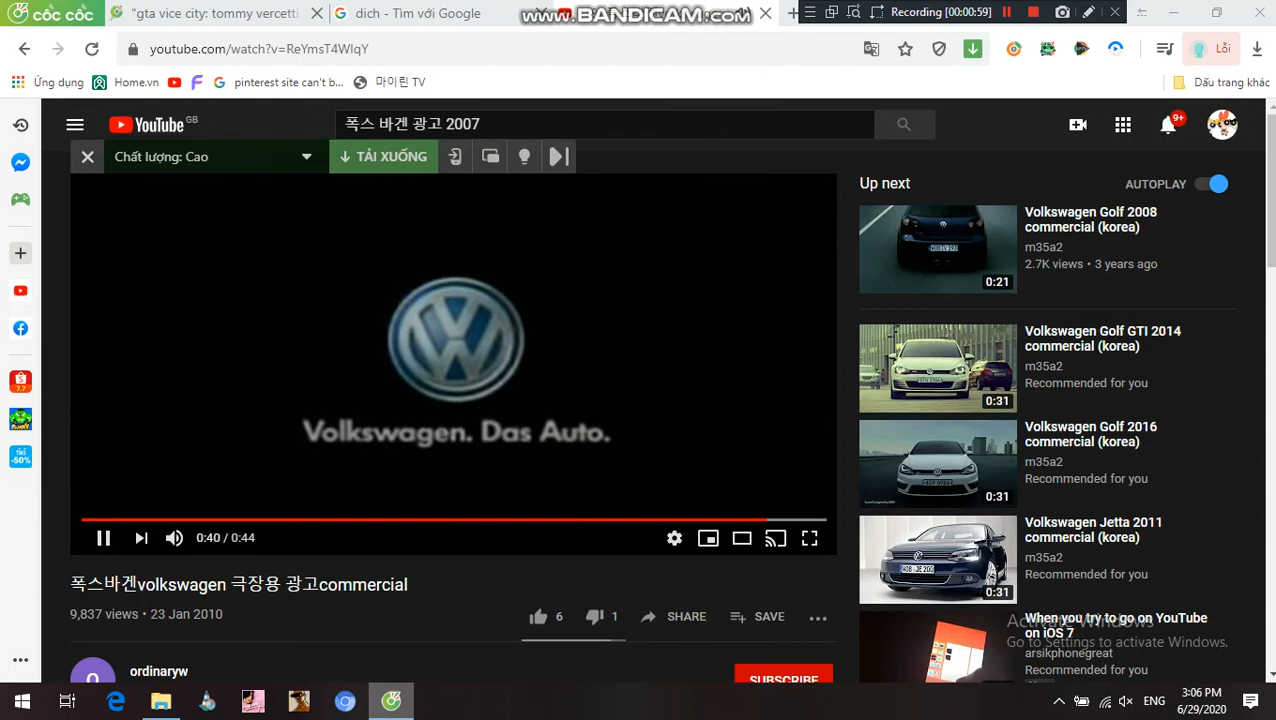 cốc cốc
"gta vice city: tommy vercetti
dich - Tìm với Google
www.BANDICAM.com
Recording [00:00:59]
youtube.com/watch?v=ReYmsT4WIqY
Lỗi
Ứng dụng
Home.vn
pinterest site can't b...
마이린 TV
Dấu trang khác
YouTube GB
폭스 바겐 광고 2007
9+
Chất lượng: Cao
TẢI XUỐNG
Up next
AUTOPLAY
Volkswagen Golf 2008
commercial (korea)
m35a2
2.7K views • 3 years ago
0:21
Volkswagen. Das Auto.
Volkswagen Golf GTI 2014
commercial (korea)
m35a2
Recommended for you
0:31
Volkswagen Golf 2016
commercial (korea)
m35a2
Recommended for you
0:31
Volkswagen Jetta 2011
commercial (korea)
m35a2
Recommended for you
0:31
0:40 / 0:44
폭스바겐volkswagen 극장용 광고commercial
9,837 views • 23 Jan 2010
6
1
SHARE
SAVE
When you try to go on YouTube
on iOS 7
arsikphonegreat
Recommended for you
Activate Windows
Go to Settings to activate Windows.
ordinaryw
SUBSCRIBE
7.7
TIKI
-50%
ENG
3:06 PM
6/29/2020